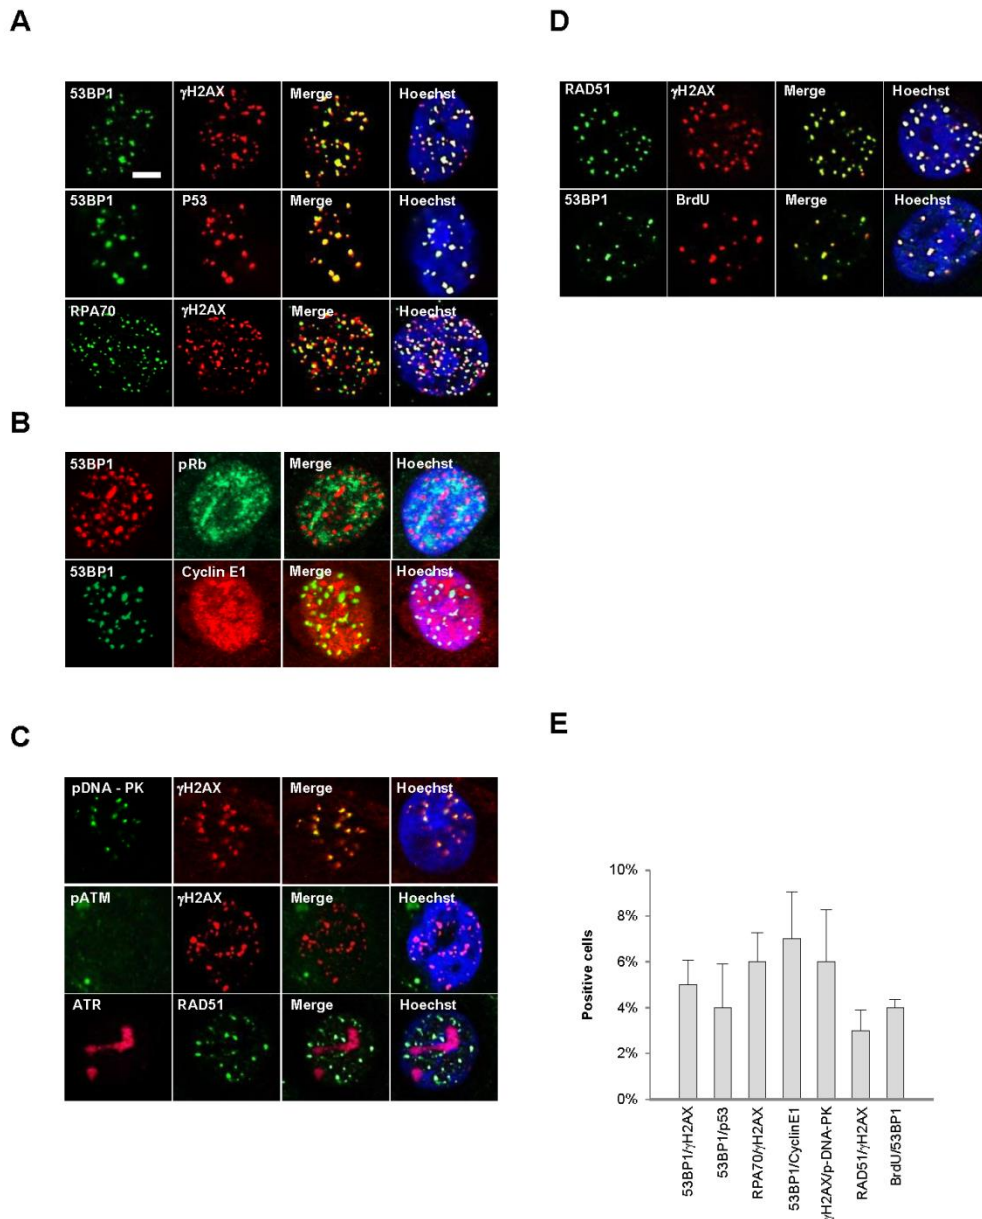 A
53BP1 γH2AX Merge Hoechst
53BP1 P53 Merge Hoechst
RPA70 γH2AX Merge Hoechst
B
53BP1 pRb Merge Hoechst
53BP1 Cyclin E1 Merge Hoechst
C
pDNA - PK γH2AX Merge Hoechst
pATM γH2AX Merge Hoechst
ATR RAD51 Merge Hoechst
D
RAD51 γH2AX Merge Hoechst
53BP1 BrdU Merge Hoechst
E
Positive cells
10%
8%
6%
4%
2%
0%
53BP1/γH2AX
53BP1/p53
RPA70/γH2AX
53BP1/CyclinE1
γH2AX/p-DNA-PK
RAD51/γH2AX
BrdU/53BP1